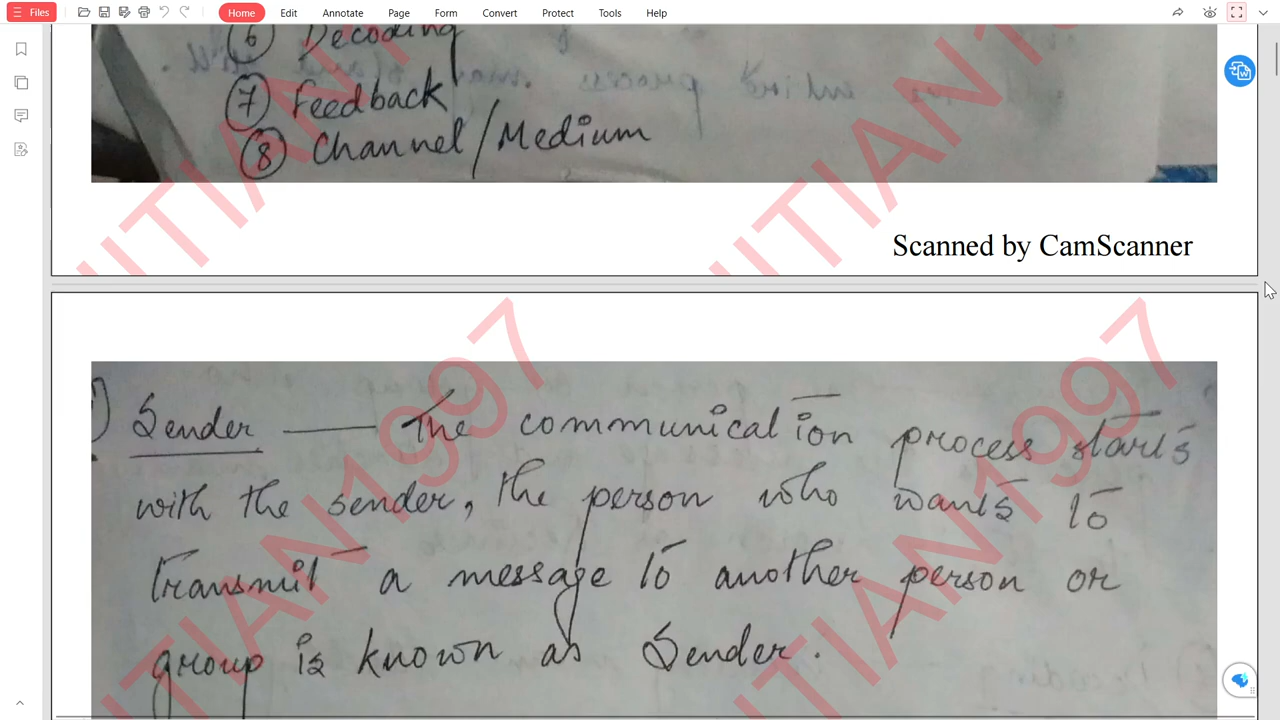 Files
Home Edit Annotate Page Form Convert Protect Tools Help
6 Decoding
7 Feedback
8 Channel/Medium
Scanned by CamScanner
ITIAN1997
ITIAN1997
Sender — The communication process starts
with the sender, the person who wants to
transmit a message to another person or
group is known as Sender.